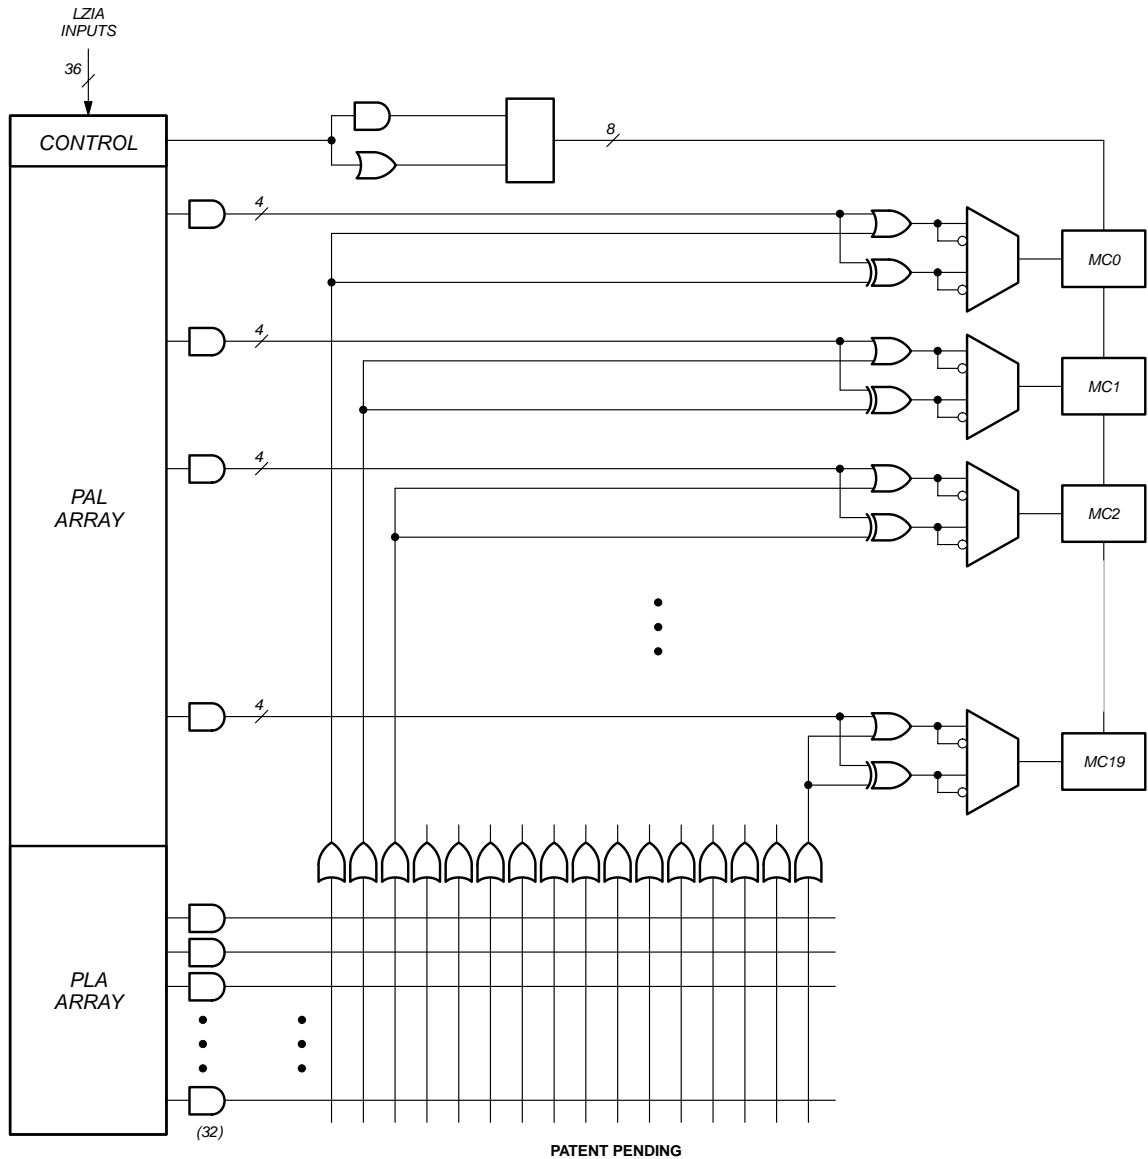 LZIA
INPUTS
36
CONTROL
8
4
MC0
4
MC1
4
PAL
ARRAY
MC2
4
MC19
PLA
ARRAY
(32)
PATENT PENDING